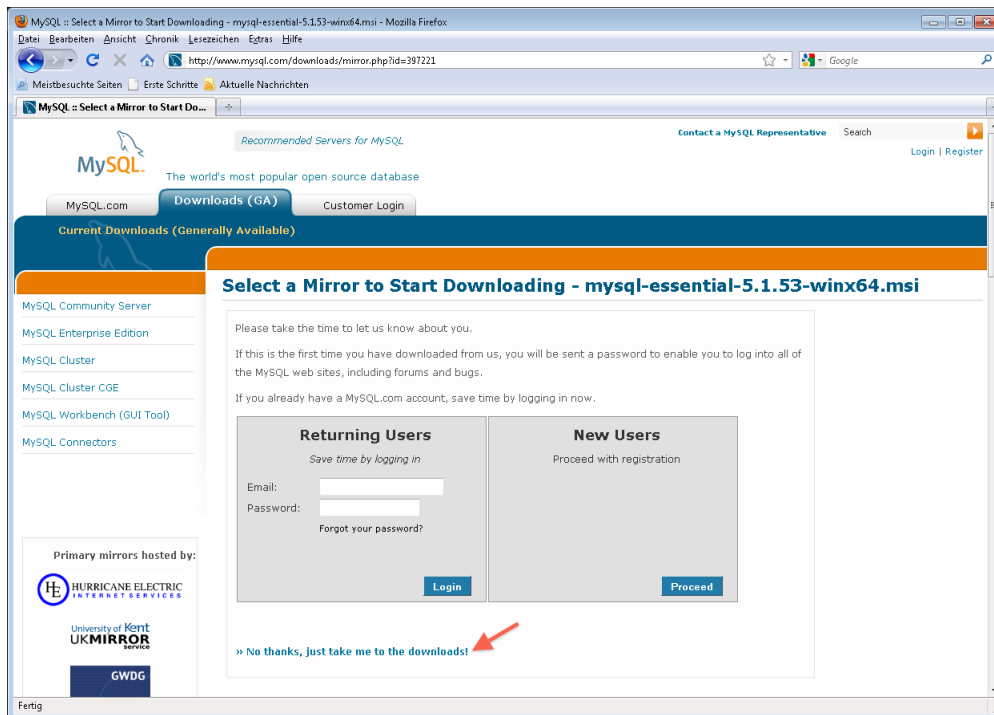 MySQL :: Select a Mirror to Start Downloading - mysql-essential-5.1.53-winx64.msi - Mozilla Firefox
Datei Bearbeiten Ansicht Chronik Lesezeichen Extras Hilfe
http://www.mysql.com/downloads/mirror.php?id=397221
Google
Meistbesuchte Seiten Erste Schritte Aktuelle Nachrichten
MySQL :: Select a Mirror to Start Do...
Contact a MySQL Representative Search
Recommended Servers for MySQL
Login | Register
MySQL
The world's most popular open source database
MySQL.com Downloads (GA) Customer Login
Current Downloads (Generally Available)
Select a Mirror to Start Downloading - mysql-essential-5.1.53-winx64.msi
MySQL Community Server
MySQL Enterprise Edition
MySQL Cluster
MySQL Cluster CGE
MySQL Workbench (GUI Tool)
MySQL Connectors
Please take the time to let us know about you.
If this is the first time you have downloaded from us, you will be sent a password to enable you to log into all of
the MySQL web sites, including forums and bugs.
If you already have a MySQL.com account, save time by logging in now.
Returning Users
Save time by logging in
Email:
Password:
Forgot your password?
Login
New Users
Proceed with registration
Proceed
» No thanks, just take me to the downloads!
Primary mirrors hosted by:
HE HURRICANE ELECTRIC
INTERNET SERVICES
University of Kent
UKMIRROR
service
GWDG
Fertig